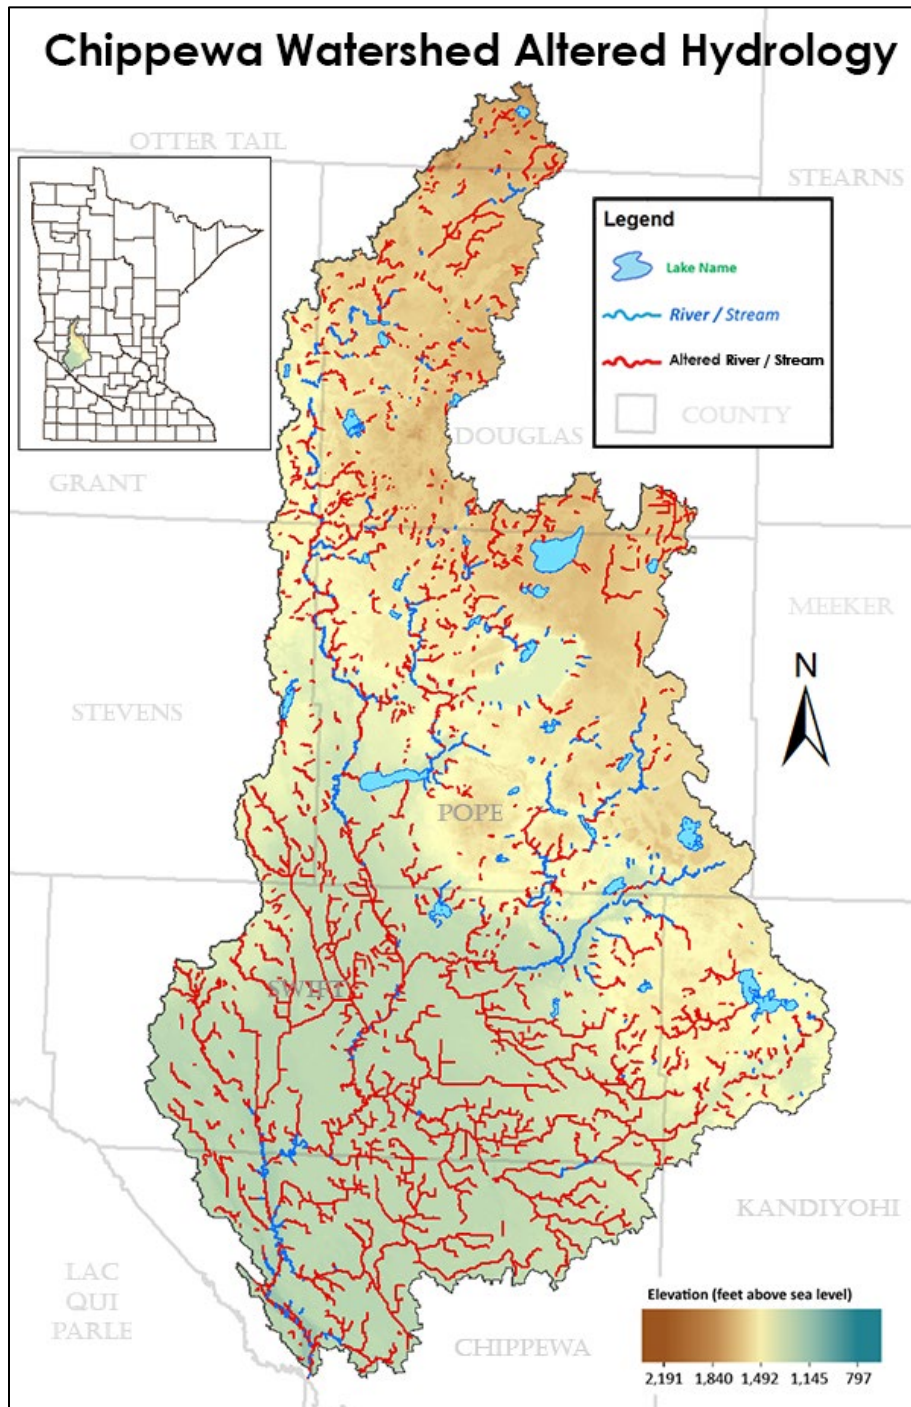 Chippewa Watershed Altered Hydrology
OTTER TAIL
STEARNS
Legend
Lake Name
River / Stream
Altered River / Stream
COUNTY
DOUGLAS
GRANT
MEEKER
N
STEVENS
POPE
SWIFT
KANDIYOHI
LAC
QUI
PARLE
CHIPPEWA
Elevation (feet above sea level)
2,191 1,840 1,492 1,145 797